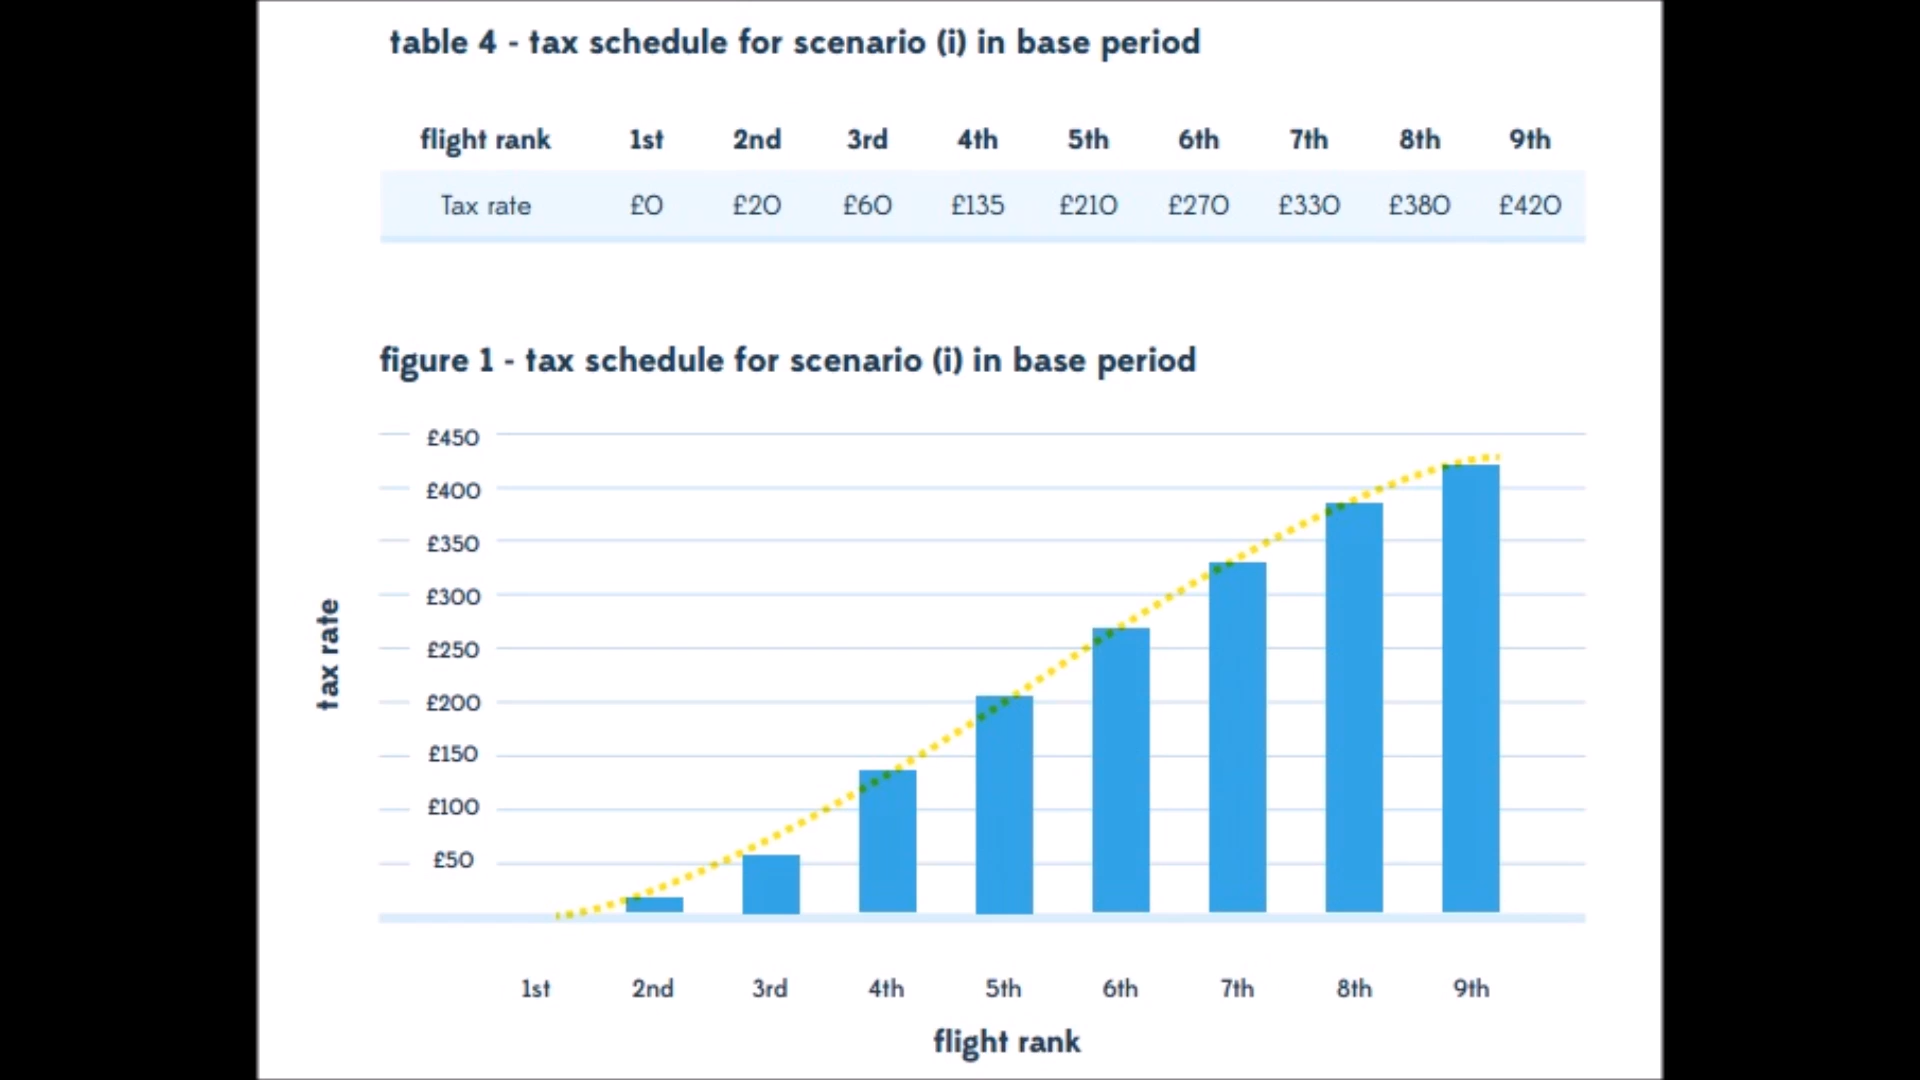 table 4 - tax schedule for scenario (i) in base period
flight rank 1st 2nd 3rd 4th 5th 6th 7th 8th 9th
Tax rate £0 £20 £60 £135 £210 £270 £330 £380 £420
figure 1 - tax schedule for scenario (i) in base period
£450
£400
£350
£300
£250
£200
£150
£100
£50
tax rate
1st 2nd 3rd 4th 5th 6th 7th 8th 9th
flight rank